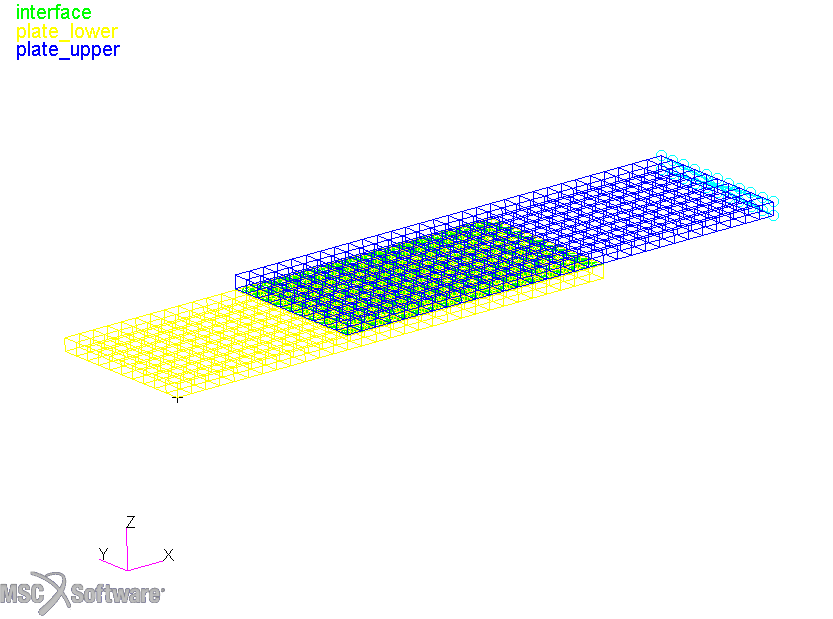 interface
plate_lower
plate_upper
Z
Y
X
MSC Software